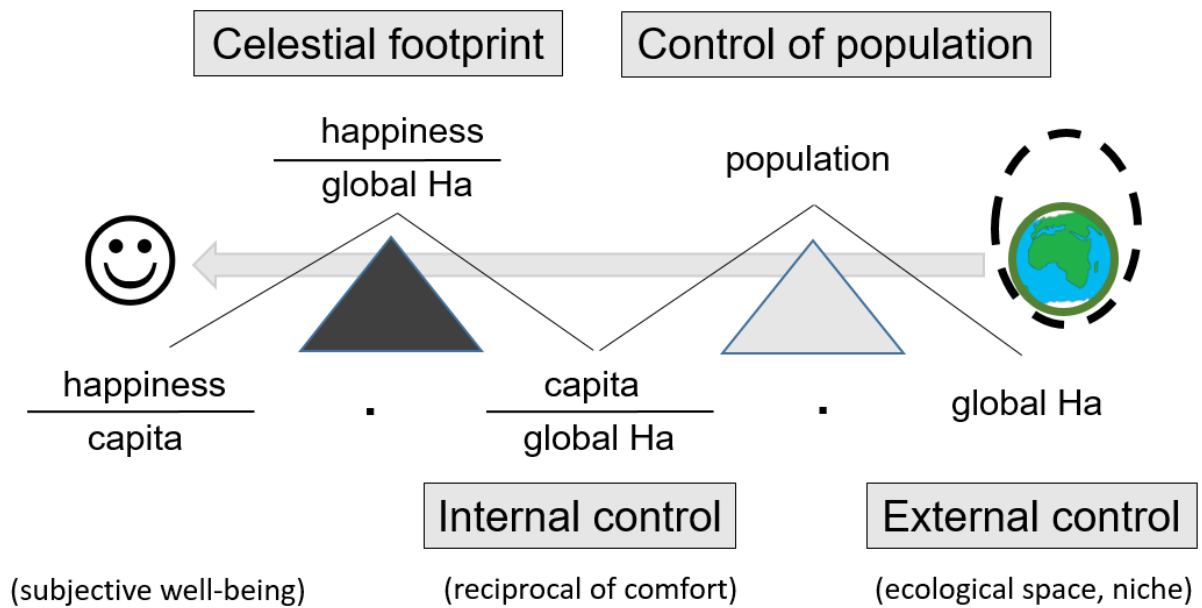 Celestial footprint
Control of population
happiness
global Ha
population
happiness
capita
.
capita
global Ha
.
global Ha
Internal control
External control
(subjective well-being)
(reciprocal of comfort)
(ecological space, niche)